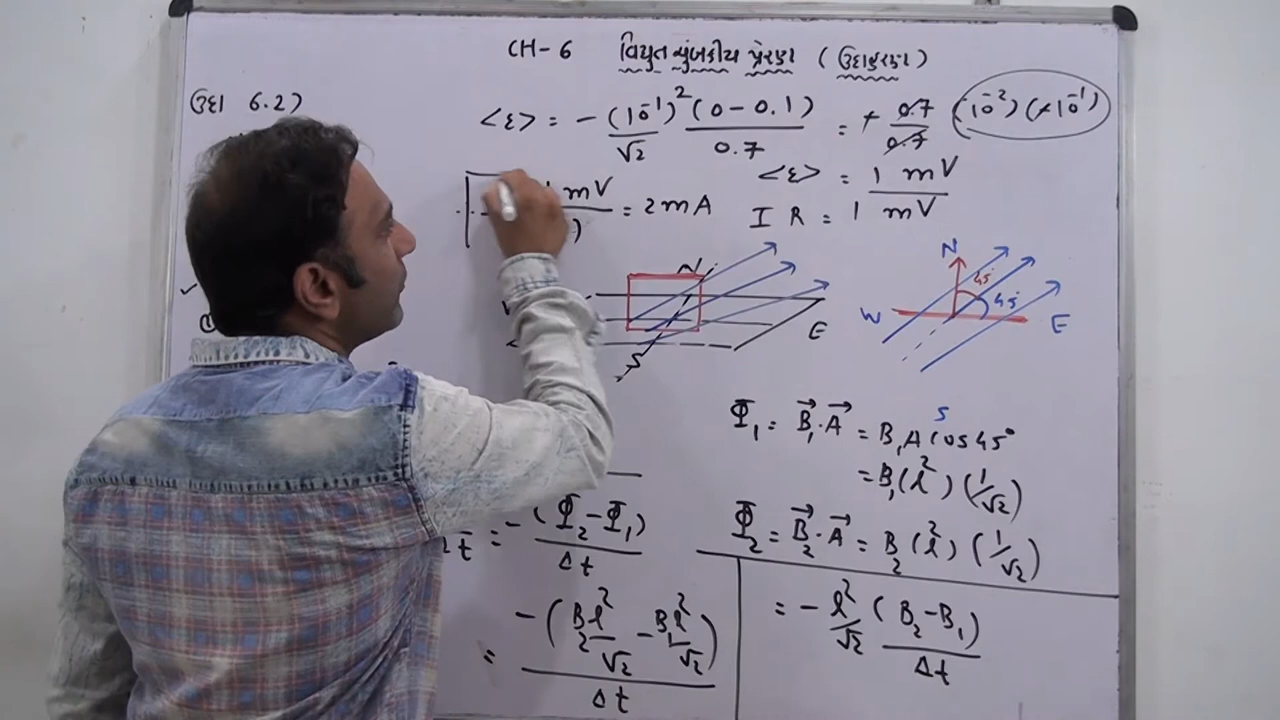 CH-6 વિદ્યુત ચુંબકીય પ્રેરણ (ઉદાહરણ)
ઉદા 6.2)
<ε> = - (10⁻¹)²/√2 (0 - 0.1)/0.7 = + 0.7/0.7 (10⁻²)(+10⁻¹)
<ε> = 1 mV
mV = 2 mA
I R = 1 mV
N
W
E
S
N
45°
45°
W
E
S
Φ₁ = B₁⃗ · A⃗ = B₁A cos45°
= B₁(l²)(1/√2)
Φ₂ = B₂⃗ · A⃗ = B₂(l²)(1/√2)
= -(Φ₂ - Φ₁)/Δt
= -(B₂l²/√2 - B₁l²/√2)/Δt
= - l²/√2 (B₂ - B₁)/Δt